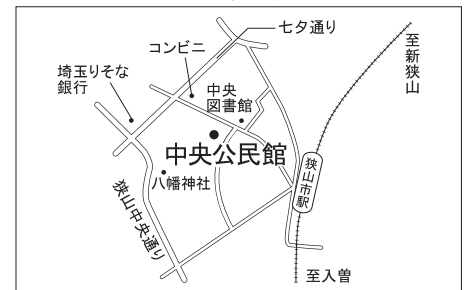 七夕通り
コンビニ
至新狭山
埼玉りそな
銀行
中央
図書館
中央公民館
狭山市駅
八幡神社
狭山中央通り
至入曽